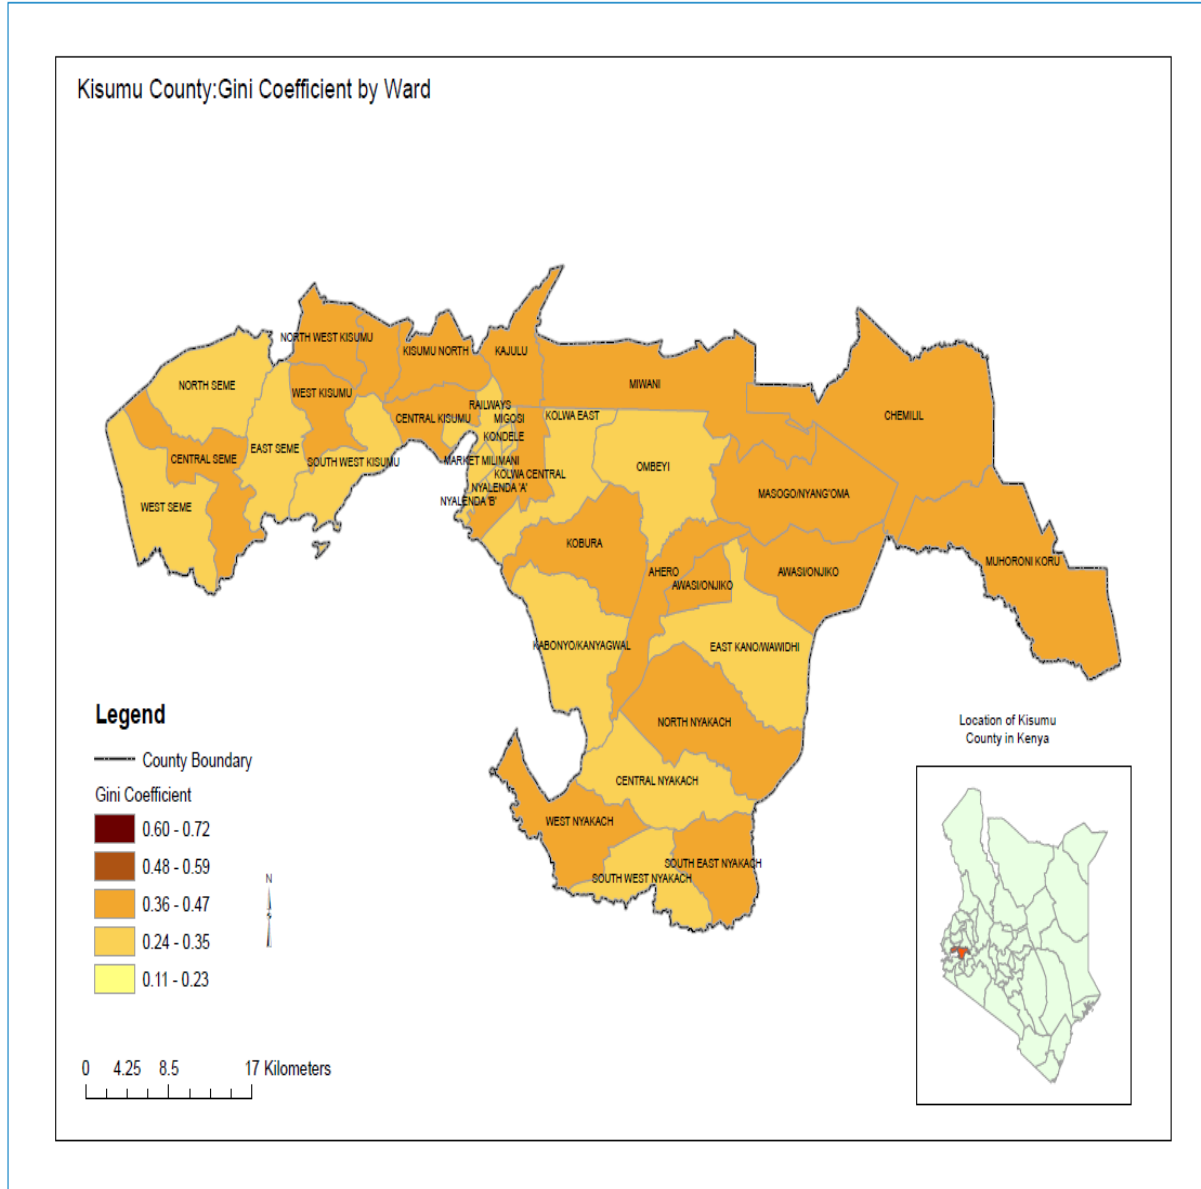 Kisumu County:Gini Coefficient by Ward
NORTH WEST KISUMU
KISUMU NORTH
KAJULU
NORTH SEME
MIWANI
WEST KISUMU
RAILWAYS
CHEMILIL
CENTRAL KISUMU
MIGOSI
KOLWA EAST
KONDELE
EAST SEME
CENTRAL SEME
SOUTH WEST KISUMU
MARKET MILIMANI
OMBEYI
KOLWA CENTRAL
NYALENDA 'A'
MASOGO/NYANG'OMA
WEST SEME
NYALENDA 'B'
KOBURA
MUHORONI KORU
AHERO
AWASI/ONJIKO
AWASI/ONJIKO
KABONYO/KANYAGWAL
EAST KANO/WAWIDHI
NORTH NYAKACH
CENTRAL NYAKACH
WEST NYAKACH
SOUTH EAST NYAKACH
SOUTH WEST NYAKACH
Legend
County Boundary
Gini Coefficient
0.60 - 0.72
0.48 - 0.59
0.36 - 0.47
0.24 - 0.35
0.11 - 0.23
N
0 4.25 8.5 17 Kilometers
Location of Kisumu
County in Kenya